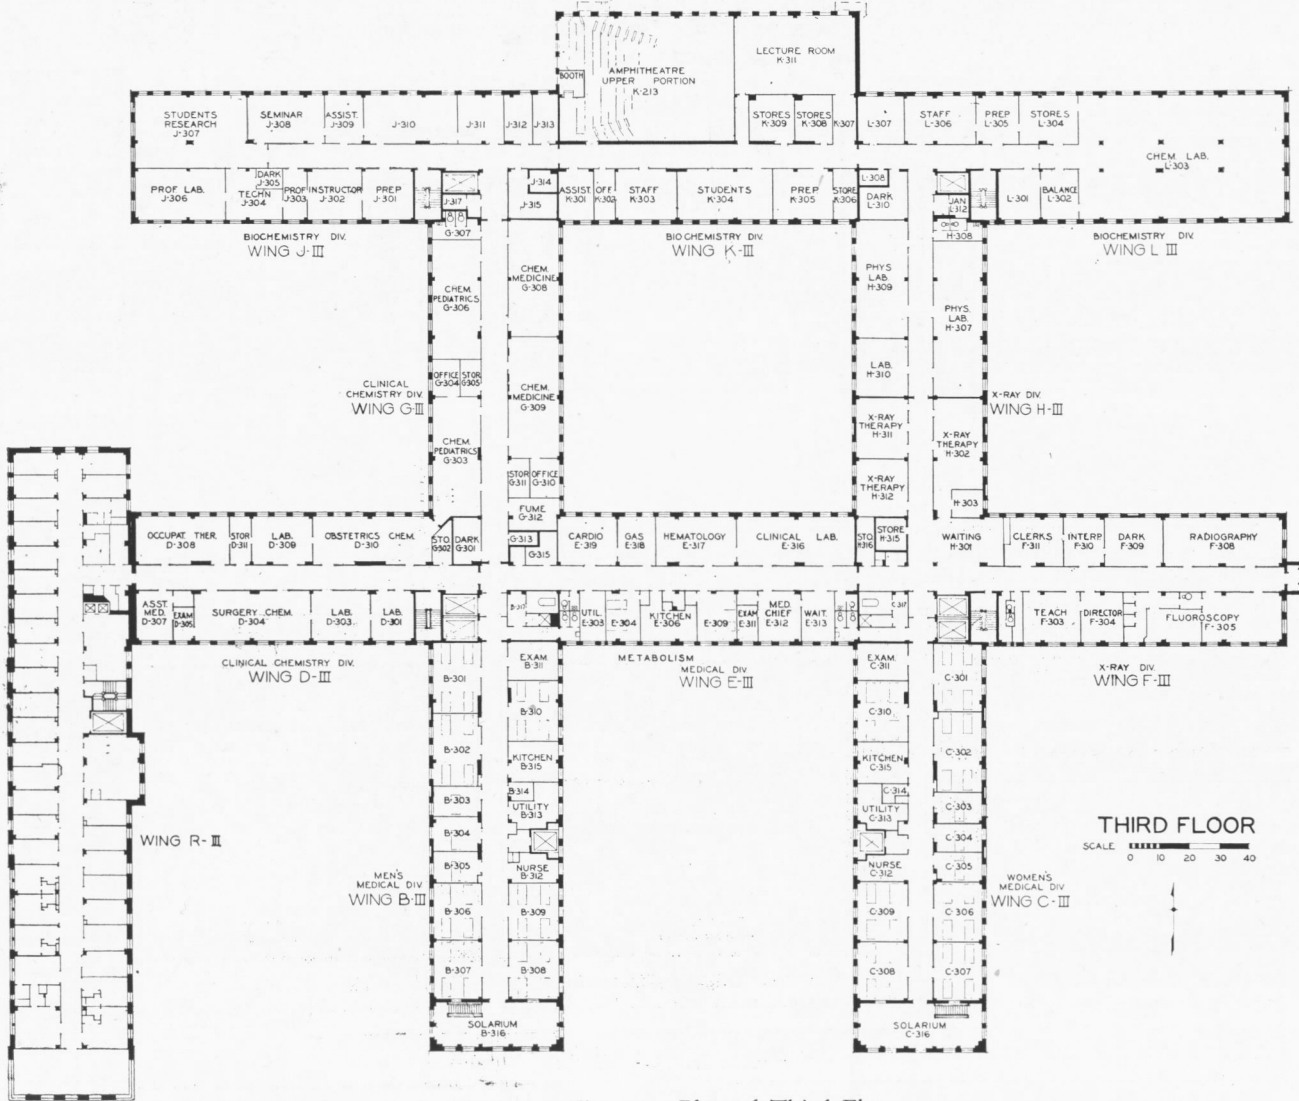 LECTURE ROOM
K-311
BOOTH
AMPHITHEATRE
UPPER PORTION
K-213
STUDENTS
RESEARCH
J-307
SEMINAR
J-308
ASSIST.
J-309
J-310
J-311
J-312
J-313
STORES
K-309
STORES
K-308
K-307
L-307
STAFF
L-306
PREP
L-305
STORES
L-304
CHEM. LAB.
L-303
PROF. LAB.
J-306
DARK
J-305
TECHN
J-304
PROF
J-303
INSTRUCTOR
J-302
PREP
J-301
J-317
J-314
J-315
ASSIST.
K-301
OFF
K-302
STAFF
K-303
STUDENTS
K-304
PREP
K-305
STORE
K-306
L-308
DARK
L-310
JAN
L-312
L-301
BALANCE
L-302
BIOCHEMISTRY DIV.
WING J-III
G-307
BIOCHEMISTRY DIV.
WING K-III
H-308
BIOCHEMISTRY DIV.
WING L III
CHEM.
PEDIATRICS
G-306
CHEM.
MEDICINE
G-308
PHYS
LAB.
H-309
PHYS.
LAB.
H-307
OFFICE
G-304
STOR
G-305
CHEM.
MEDICINE
G-309
LAB.
H-310
CLINICAL
CHEMISTRY DIV.
WING G-III
X-RAY DIV.
WING H-III
CHEM.
PEDIATRICS
G-303
X-RAY
THERAPY
H-311
X-RAY
THERAPY
H-302
STOR
G-311
OFFICE
G-310
X-RAY
THERAPY
H-312
H-303
FUME
G-312
OCCUPAT THER.
D-308
STOR
D-311
LAB.
D-309
OBSTETRICS CHEM.
D-310
STO.
G-302
DARK
G-301
G-313
G-315
CARDIO
E-319
GAS
E-318
HEMATOLOGY
E-317
CLINICAL LAB.
E-316
STO.
H-316
STORE
H-315
WAITING
H-301
CLERKS
F-311
INTERP.
F-310
DARK
F-309
RADIOGRAPHY
F-308
ASST.
MED.
D-307
EXAM
D-305
SURGERY CHEM.
D-304
LAB.
D-303
LAB.
D-301
B-317
UTIL.
E-303
E-304
KITCHEN
E-306
E-309
EXAM
E-311
MED.
CHIEF
E-312
WAIT.
E-313
C-317
TEACH
F-303
DIRECTOR
F-304
FLUOROSCOPY
F-305
CLINICAL CHEMISTRY DIV.
WING D-III
METABOLISM
MEDICAL DIV.
WING E-III
X-RAY DIV.
WING F-III
B-301
EXAM.
B-311
EXAM.
C-311
C-301
B-310
C-310
B-302
C-302
KITCHEN
B-315
KITCHEN
C-315
B-303
B-314
UTILITY
B-313
C-314
UTILITY
C-313
C-303
B-304
C-304
B-305
NURSE
B-312
NURSE
C-312
C-305
WING R-III
THIRD FLOOR
SCALE 0 10 20 30 40
MEN'S
MEDICAL DIV
WING B-III
WOMEN'S
MEDICAL DIV
WING C-III
B-306
B-309
C-309
C-306
B-307
B-308
C-308
C-307
SOLARIUM
B-316
SOLARIUM
C-316